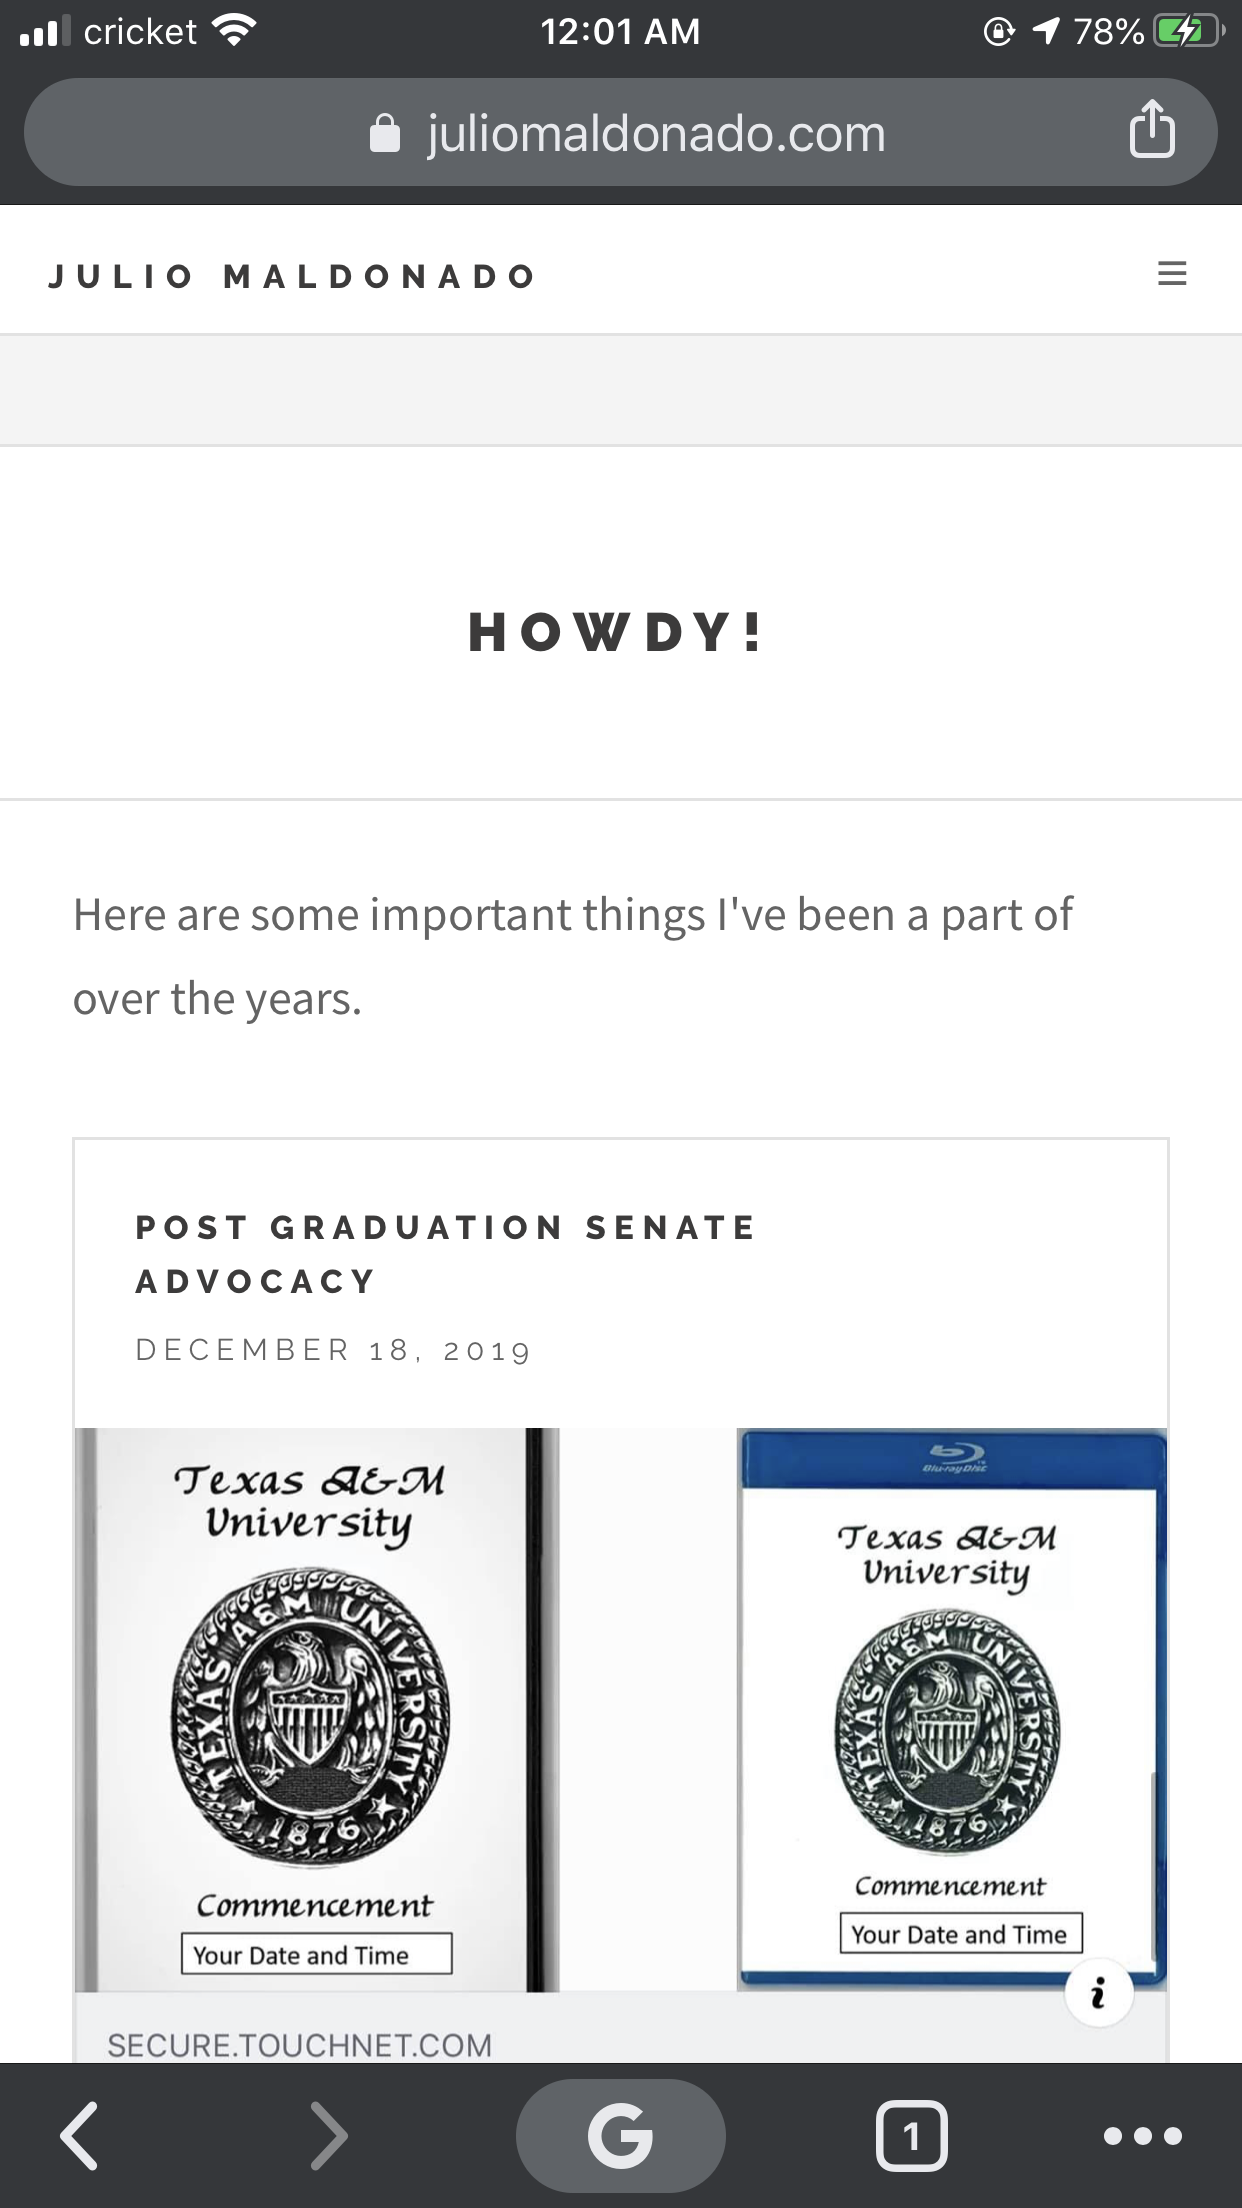 cricket 12:01 AM 78%
juliomaldonado.com
JULIO MALDONADO
HOWDY!
Here are some important things I've been a part of
over the years.
POST GRADUATION SENATE
ADVOCACY
DECEMBER 18, 2019
Texas A&M
University
TEXAS A&M UNIVERSITY
1876
Commencement
Your Date and Time
Blu-ray Disc
Texas A&M
University
TEXAS A&M UNIVERSITY
1876
Commencement
Your Date and Time
i
SECURE.TOUCHNET.COM
G 1